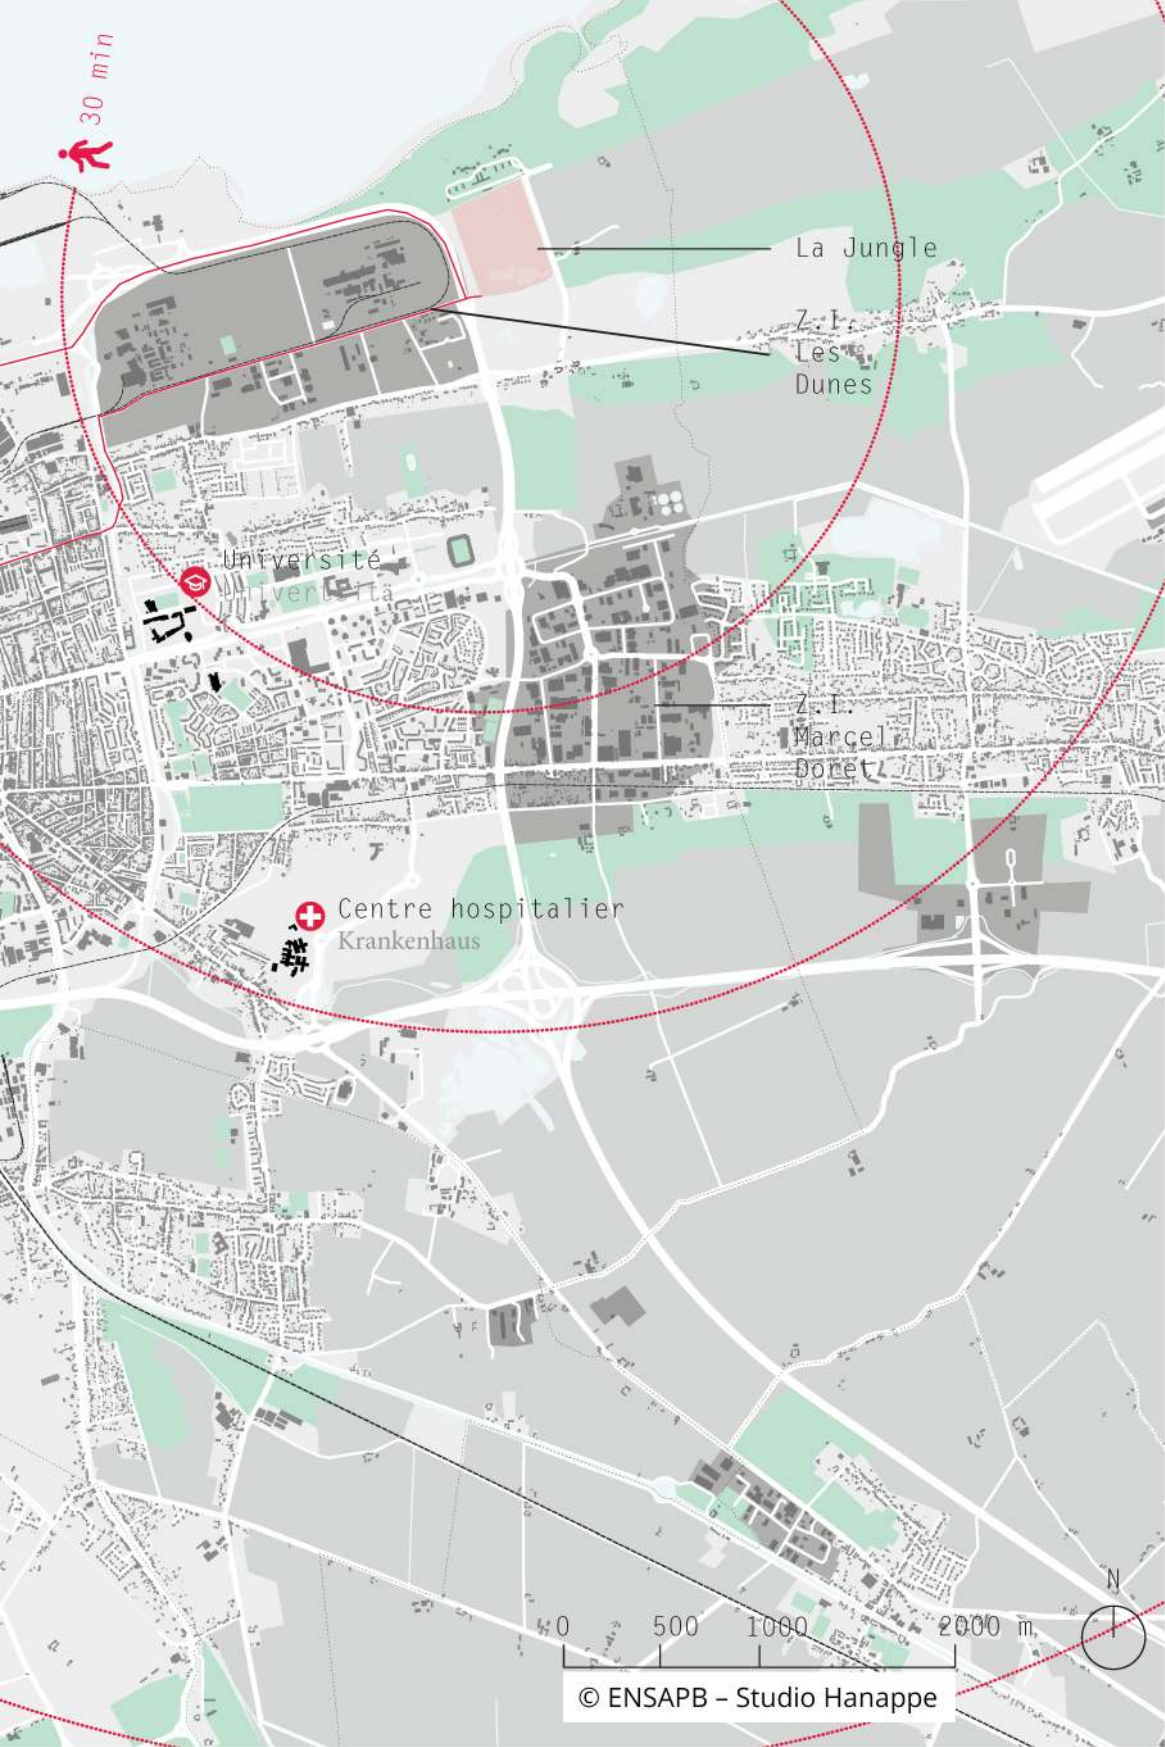 30 min
La Jungle
Z.I.
Les
Dunes
Université
Università
Z.I.
Marcel
Doret
Centre hospitalier
Krankenhaus
N
0 500 1000 2000 m
© ENSAPB – Studio Hanappe